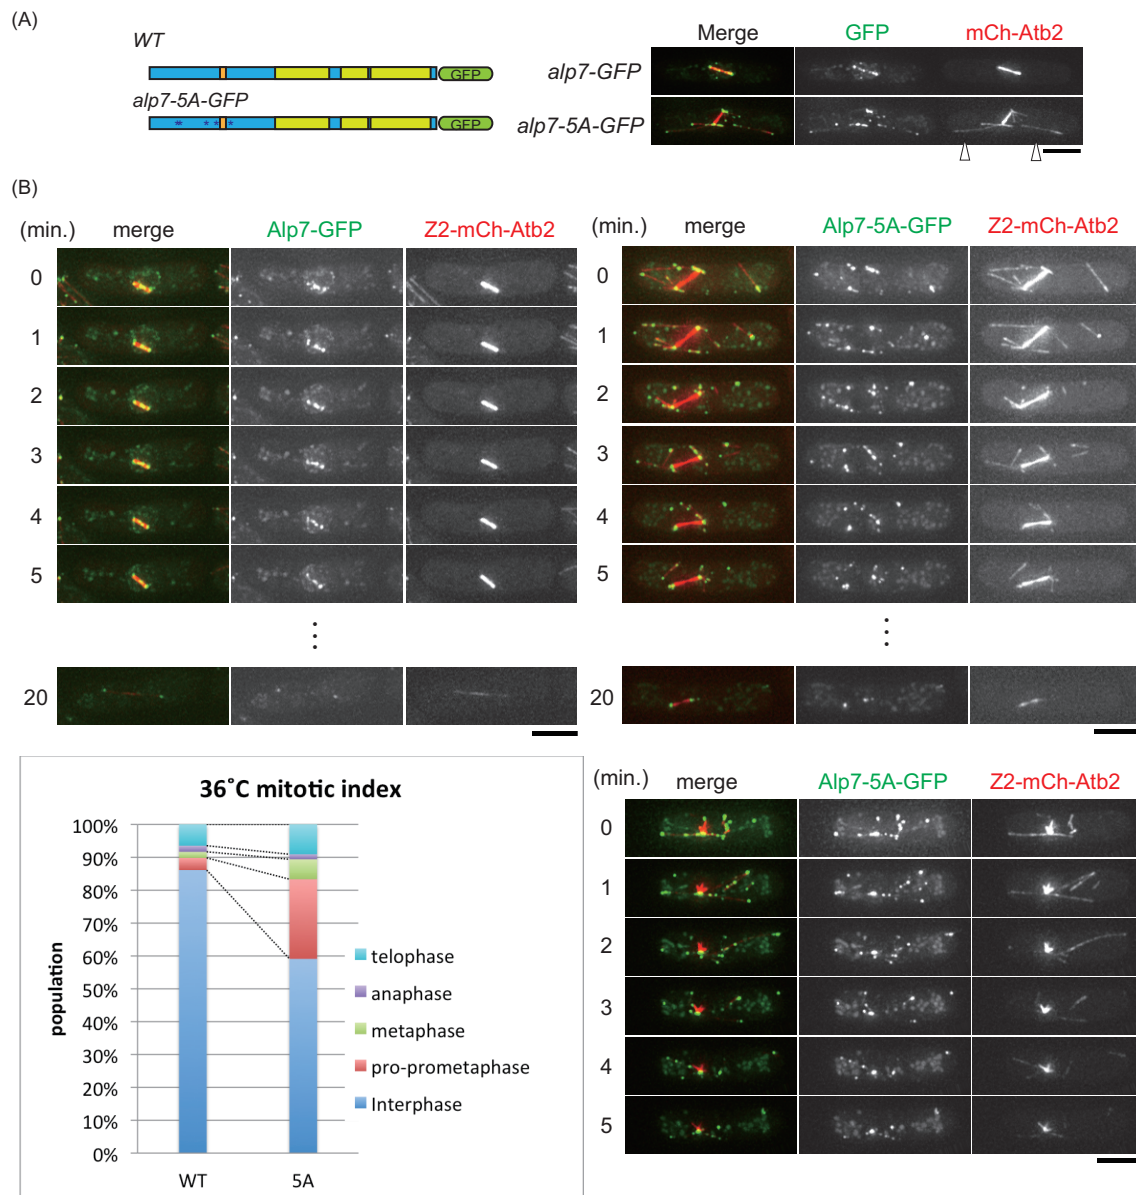 (A)
WT
GFP
alp7-5A-GFP
** * * *
GFP
Merge GFP mCh-Atb2
alp7-GFP
alp7-5A-GFP
(B)
(min.) merge Alp7-GFP Z2-mCh-Atb2
0
1
2
3
4
5
⋮
20
(min.) merge Alp7-5A-GFP Z2-mCh-Atb2
0
1
2
3
4
5
⋮
20
36˚C mitotic index
population
100%
90%
80%
70%
60%
50%
40%
30%
20%
10%
0%
WT 5A
telophase
anaphase
metaphase
pro-prometaphase
Interphase
(min.) merge Alp7-5A-GFP Z2-mCh-Atb2
0
1
2
3
4
5